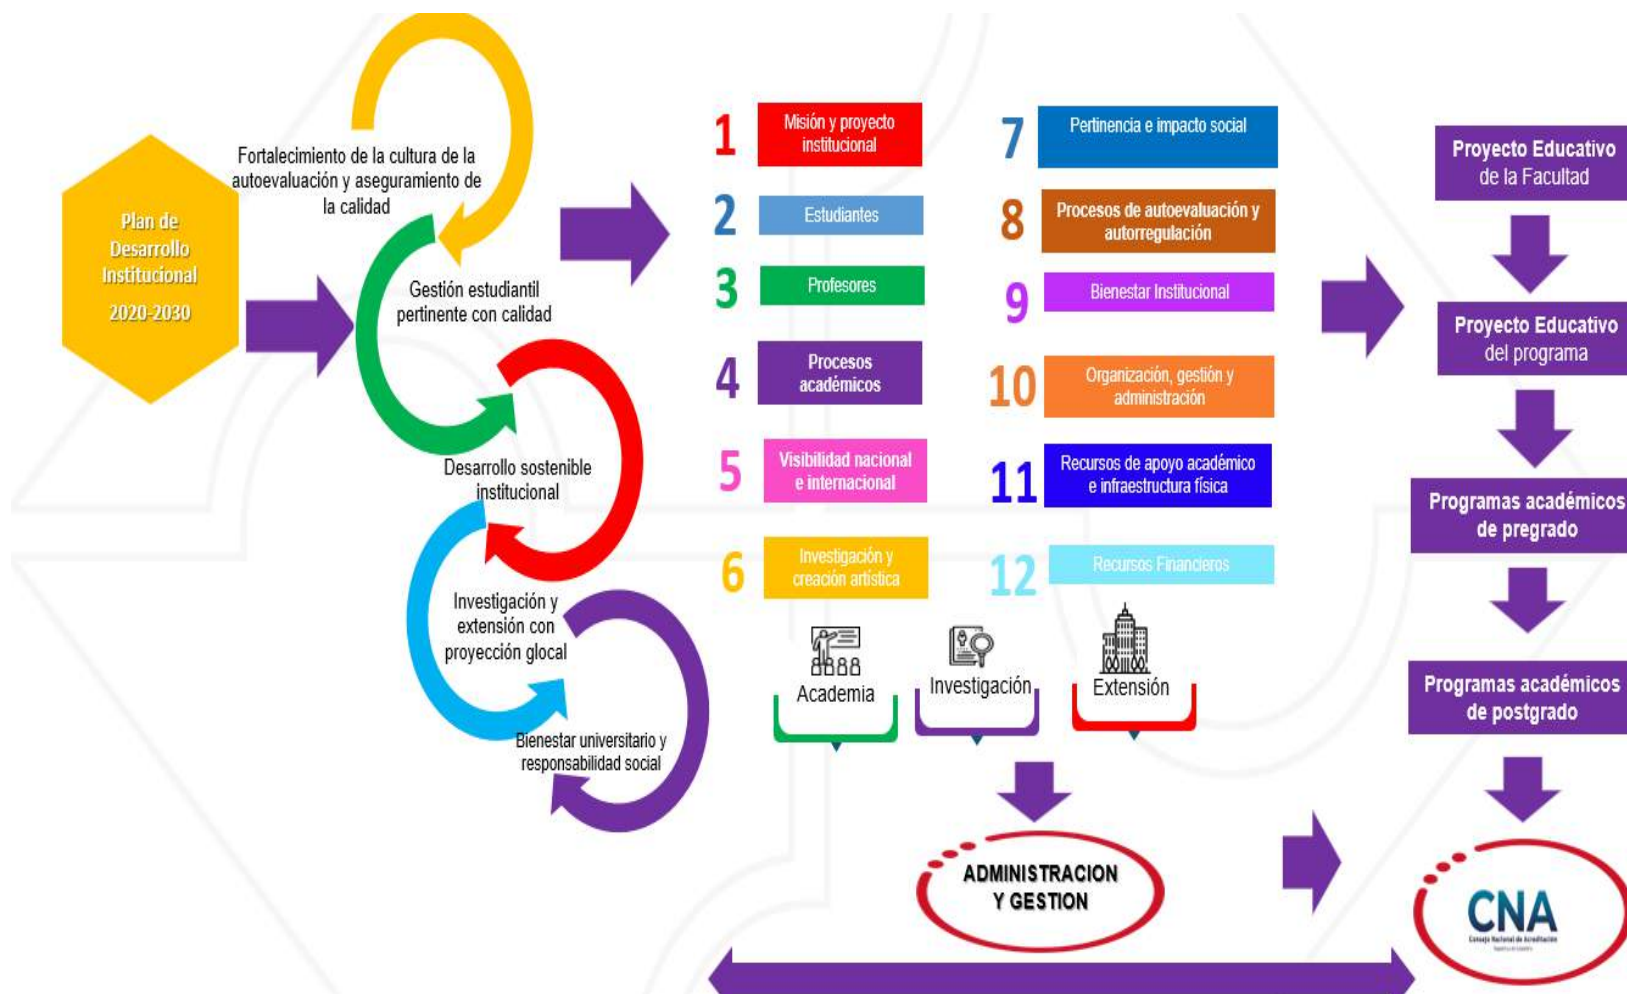 Plan de
Desarrollo
Institucional
2020-2030
Fortalecimiento de la cultura de la
autoevaluación y aseguramiento de
la calidad
Gestión estudiantil
pertinente con calidad
Desarrollo sostenible
institucional
Investigación y
extensión con
proyección glocal
Bienestar universitario y
responsabilidad social
1
Misión y proyecto
institucional
2
Estudiantes
3
Profesores
4
Procesos
académicos
5
Visibilidad nacional
e internacional
6
Investigación y
creación artística
7
Pertinencia e impacto social
8
Procesos de autoevaluación y
autorregulación
9
Bienestar Institucional
10
Organización, gestión y
administración
11
Recursos de apoyo académico
e infraestructura física
12
Recursos Financieros
Academia
Investigación
Extensión
ADMINISTRACION
Y GESTION
Proyecto Educativo
de la Facultad
Proyecto Educativo
del programa
Programas académicos
de pregrado
Programas académicos
de postgrado
CNA
Consejo Nacional de Acreditación